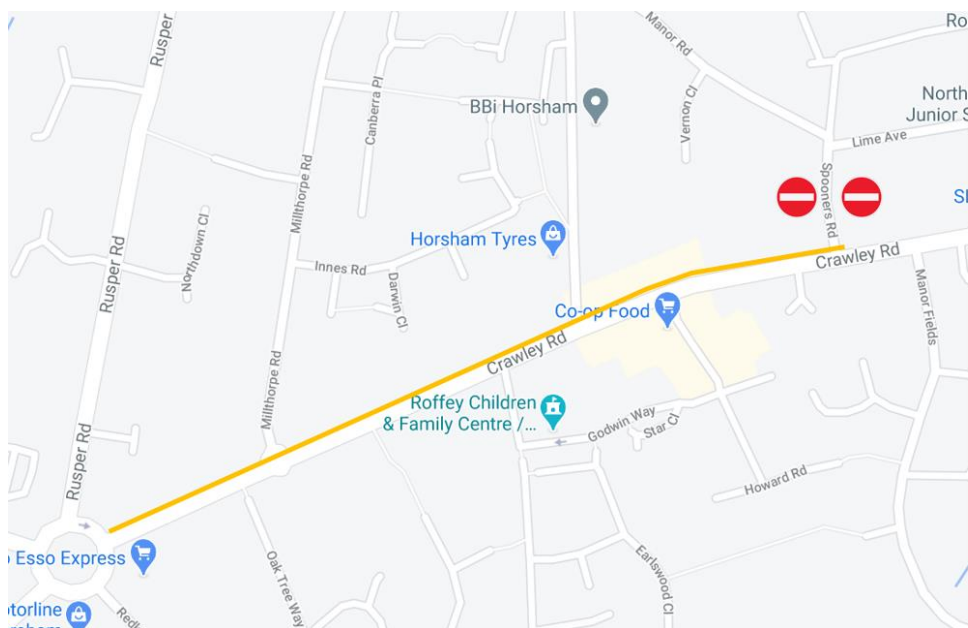 Manor Rd
Ro
Rusper Rd
Canberra Pl
BBi Horsham
Vernon Cl
North
Junior S
Lime Ave
Millthorpe Rd
Spooners Rd
Sl
Northdown Cl
Horsham Tyres
Rusper Rd
Innes Rd
Darwin Cl
Crawley Rd
Co-op Food
Manor Fields
Crawley Rd
Millthorpe Rd
Roffey Children
& Family Centre /...
Godwin Way
Star Cl
Rusper Rd
Howard Rd
Esso Express
Oak Tree Way
Earlswood Cl
otorline
Redk